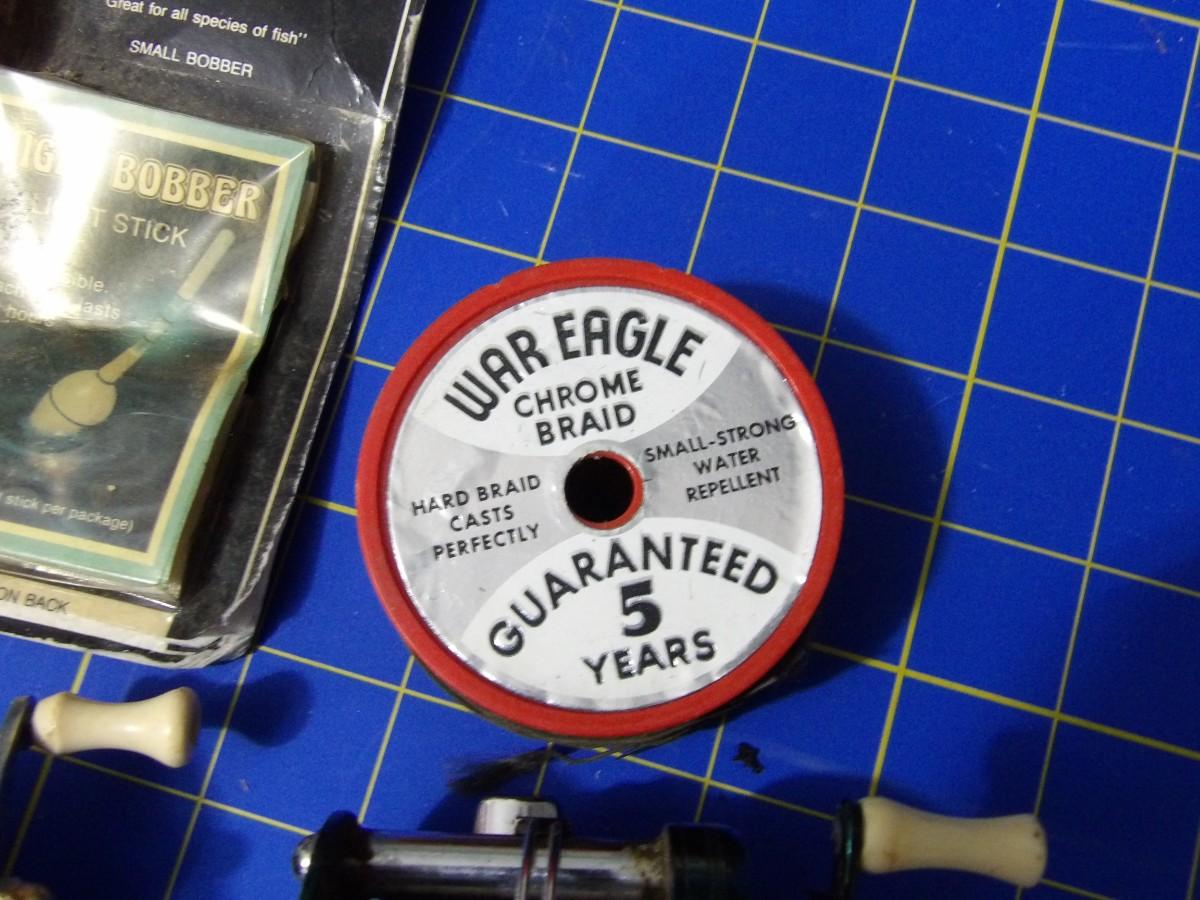 Great for all species of fish"
SMALL BOBBER
BOBBER
STICK
hours
stick per package)
ON BACK
WAR EAGLE
CHROME
BRAID
HARD BRAID
CASTS
PERFECTLY
SMALL-STRONG
WATER
REPELLENT
GUARANTEED
5
YEARS